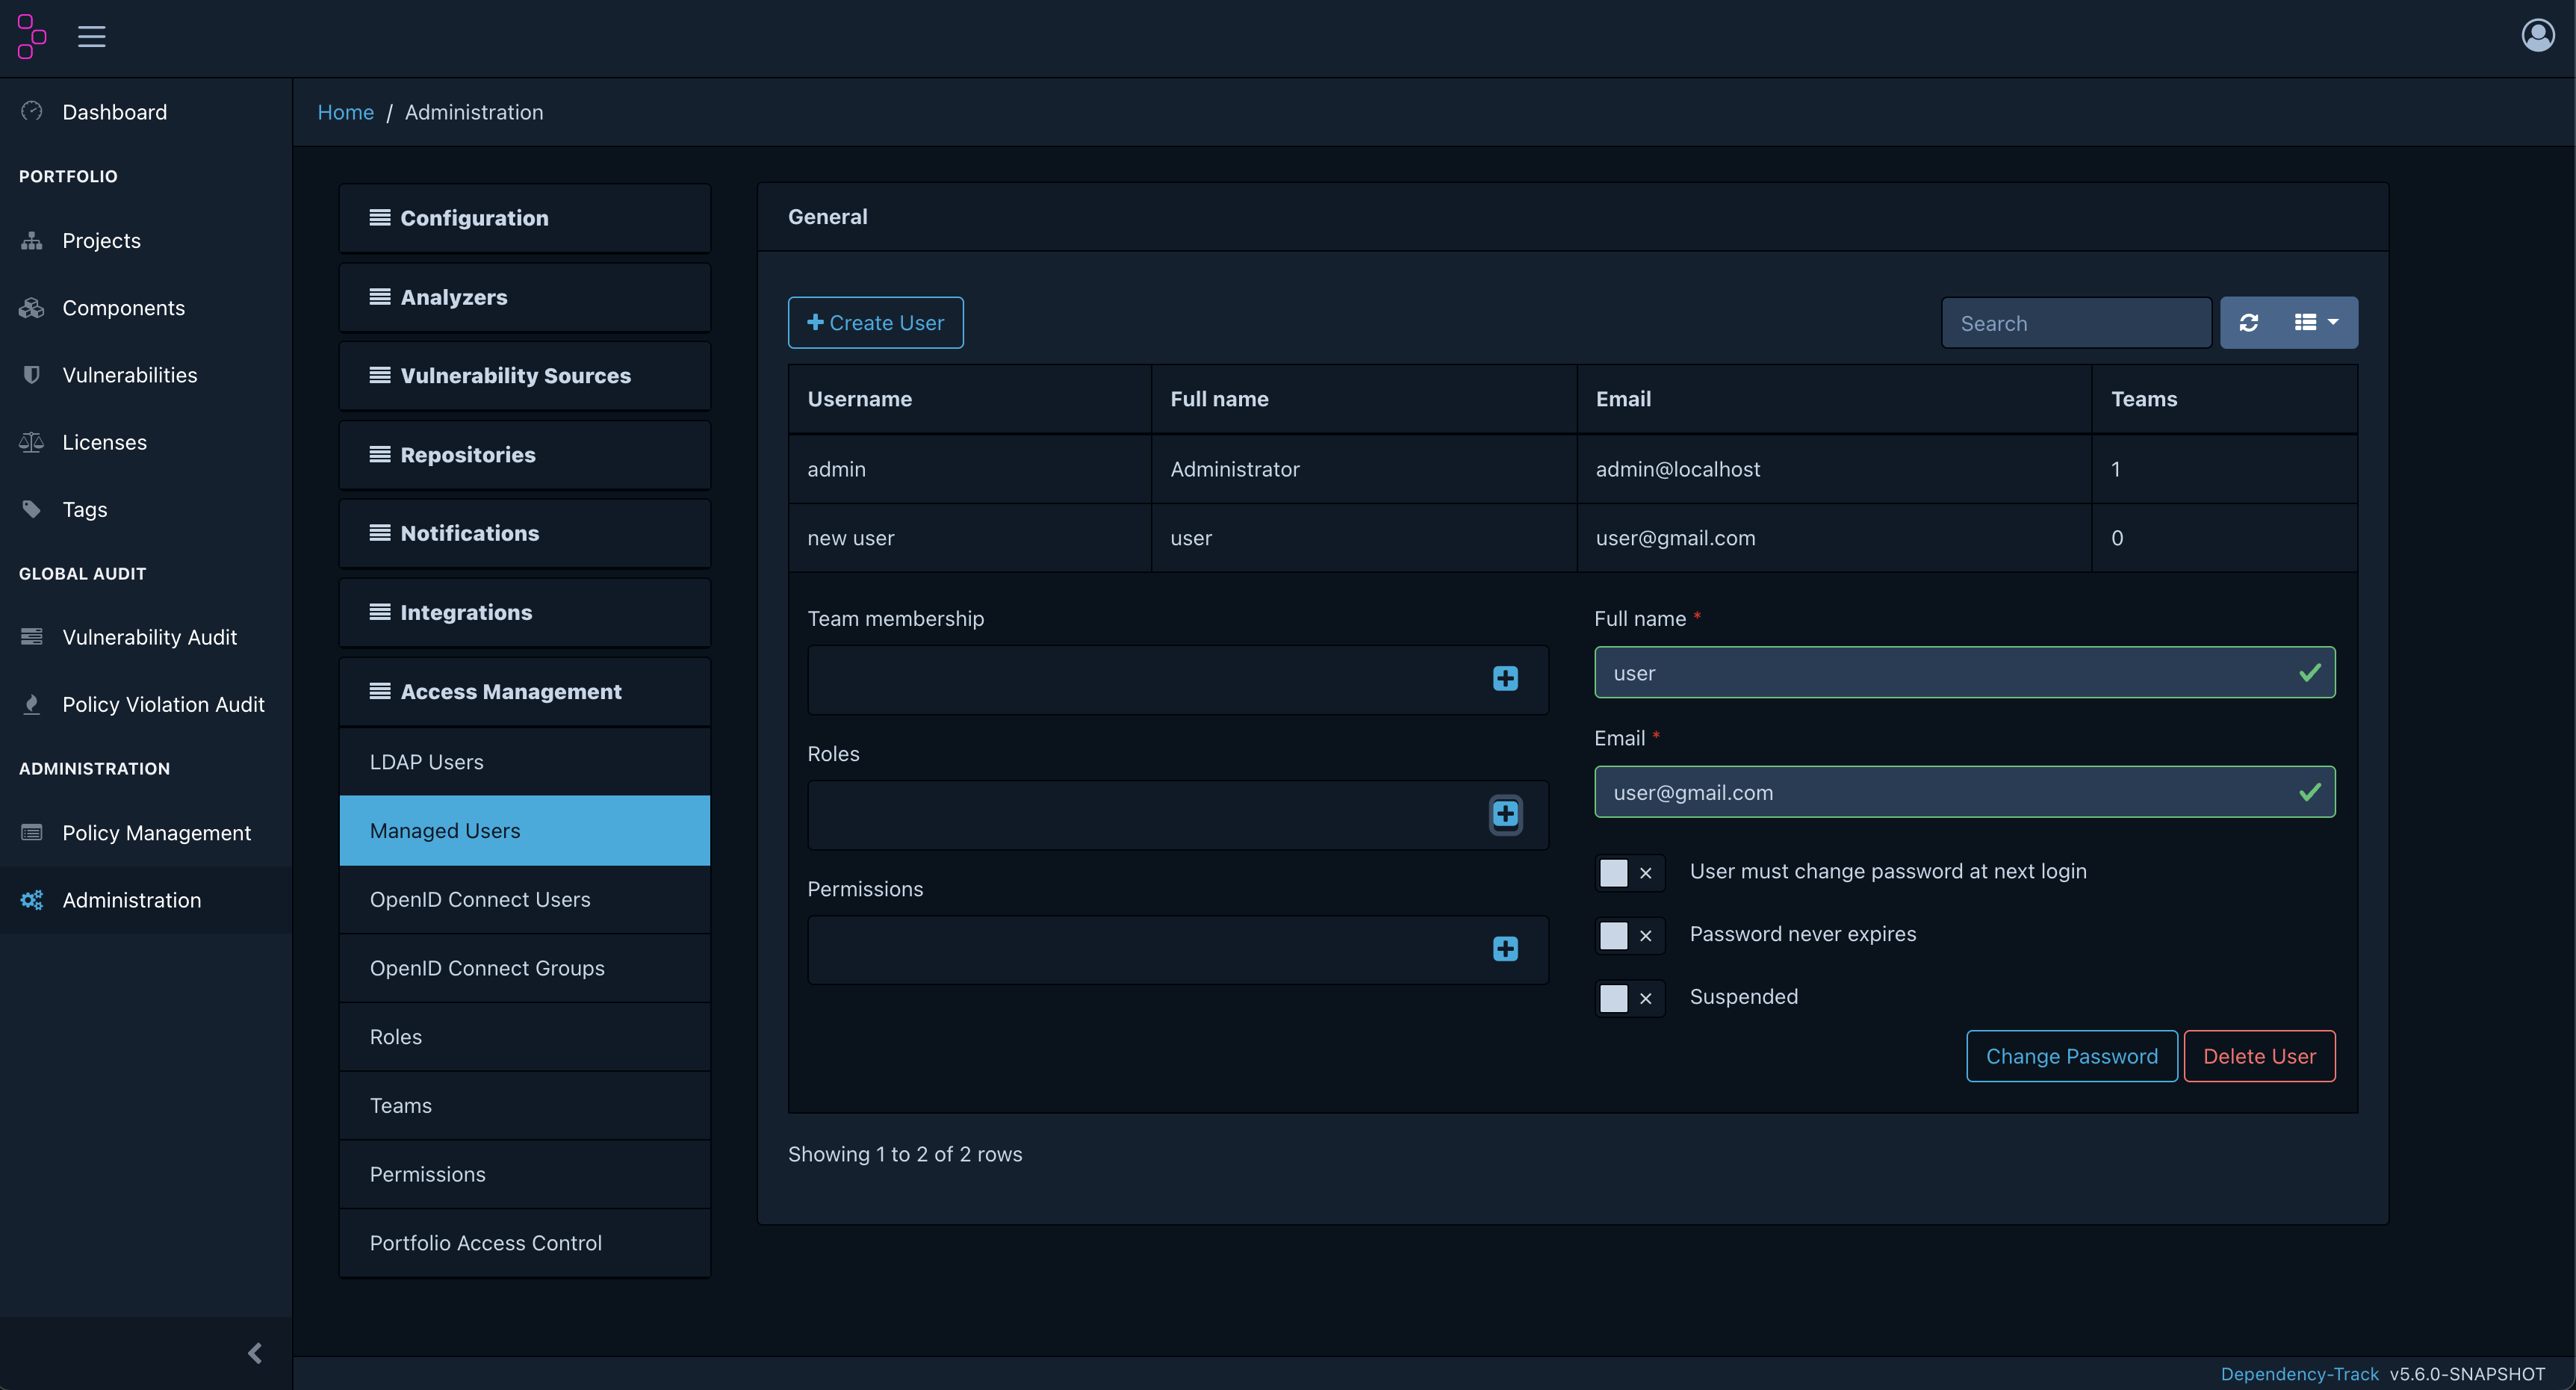 Dashboard
PORTFOLIO
Projects
Components
Vulnerabilities
Licenses
Tags
GLOBAL AUDIT
Vulnerability Audit
Policy Violation Audit
ADMINISTRATION
Policy Management
Administration
Home / Administration
Configuration
Analyzers
Vulnerability Sources
Repositories
Notifications
Integrations
Access Management
LDAP Users
Managed Users
OpenID Connect Users
OpenID Connect Groups
Roles
Teams
Permissions
Portfolio Access Control
General
Create User
Search
Username Full name Email Teams
admin Administrator admin@localhost 1
new user user user@gmail.com 0
Team membership
Roles
Permissions
Full name *
user
Email *
user@gmail.com
User must change password at next login
Password never expires
Suspended
Change Password Delete User
Showing 1 to 2 of 2 rows
Dependency-Track v5.6.0-SNAPSHOT